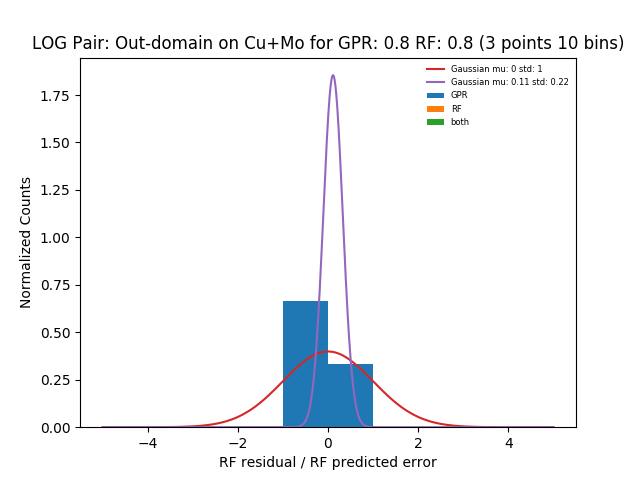 LOG Pair: Out-domain on Cu+Mo for GPR: 0.8 RF: 0.8 (3 points 10 bins)
Gaussian mu: 0 std: 1
Gaussian mu: 0.11 std: 0.22
GPR
RF
both
Normalized Counts
1.75
1.50
1.25
1.00
0.75
0.50
0.25
0.00
−4 −2 0 2 4
RF residual / RF predicted error